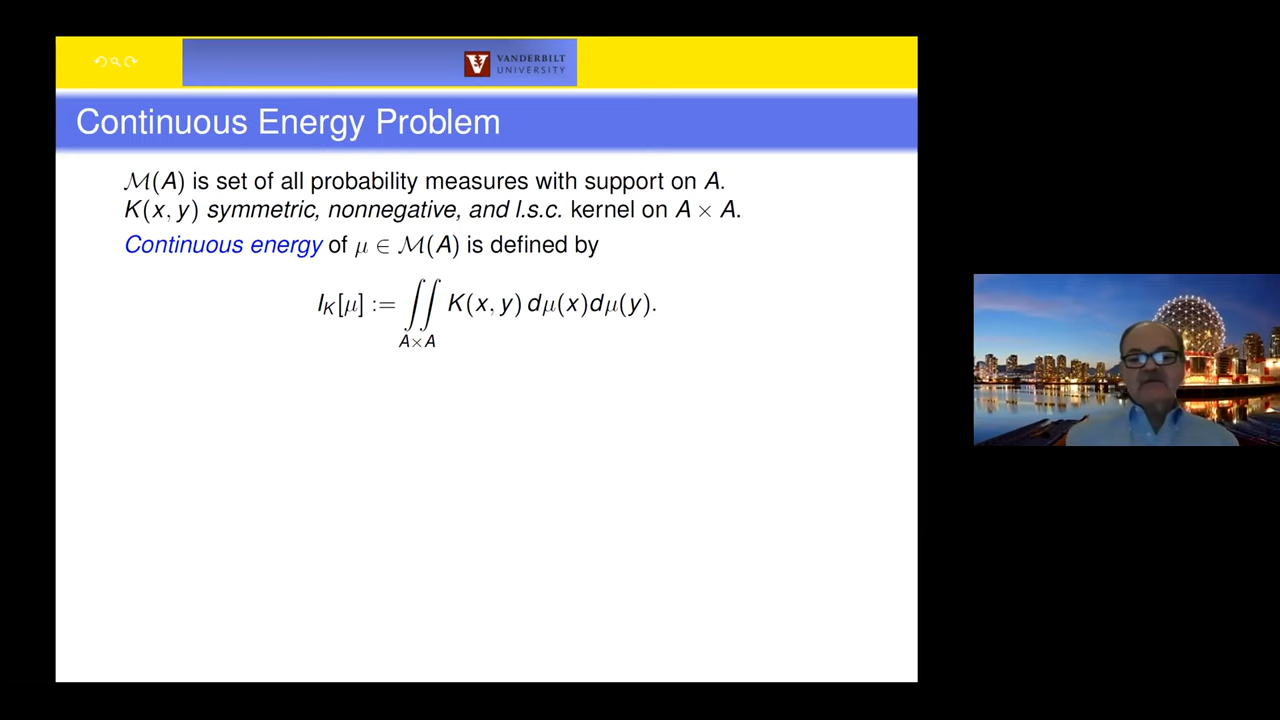 VANDERBILT
UNIVERSITY
Continuous Energy Problem
ℳ(A) is set of all probability measures with support on A.
K(x, y) symmetric, nonnegative, and l.s.c. kernel on A × A.
Continuous energy of μ ∈ ℳ(A) is defined by
I_K[μ] := ∬_{A×A} K(x, y) dμ(x)dμ(y).